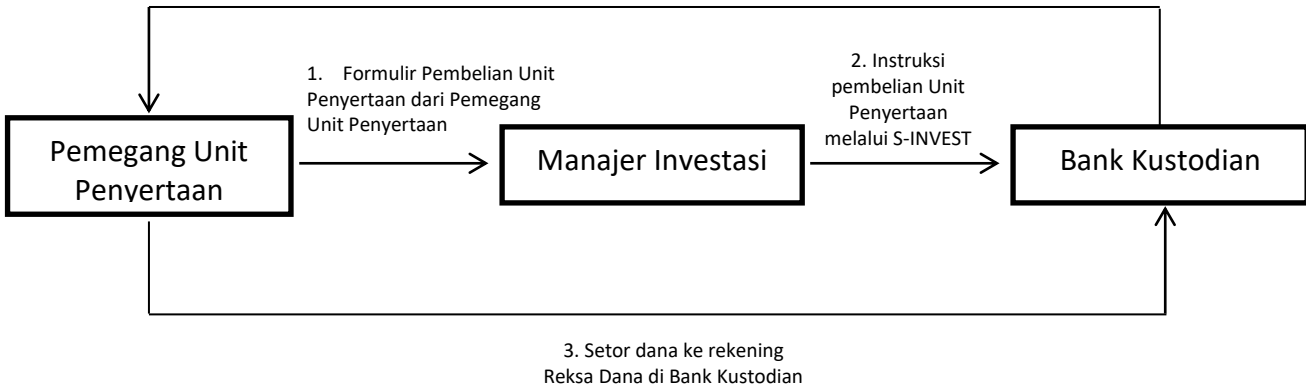 1. Formulir Pembelian Unit
Penyertaan dari Pemegang
Unit Penyertaan
2. Instruksi
pembelian Unit
Penyertaan
melalui S-INVEST
Pemegang Unit
Penyertaan
Manajer Investasi
Bank Kustodian
3. Setor dana ke rekening
Reksa Dana di Bank Kustodian